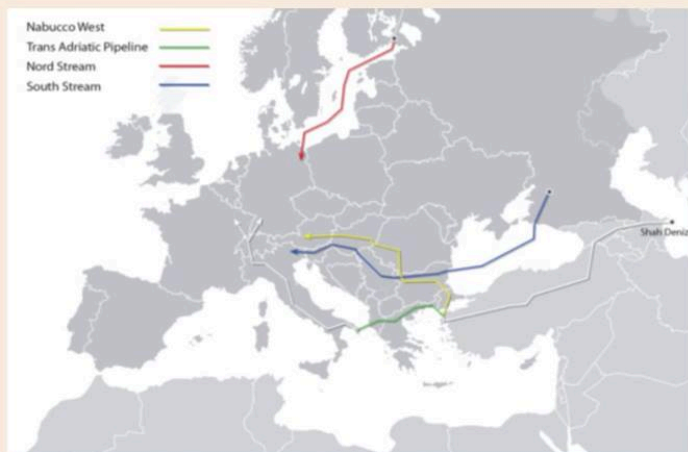 Nabucco West
Trans Adriatic Pipeline
Nord Stream
South Stream
Shah Deniz